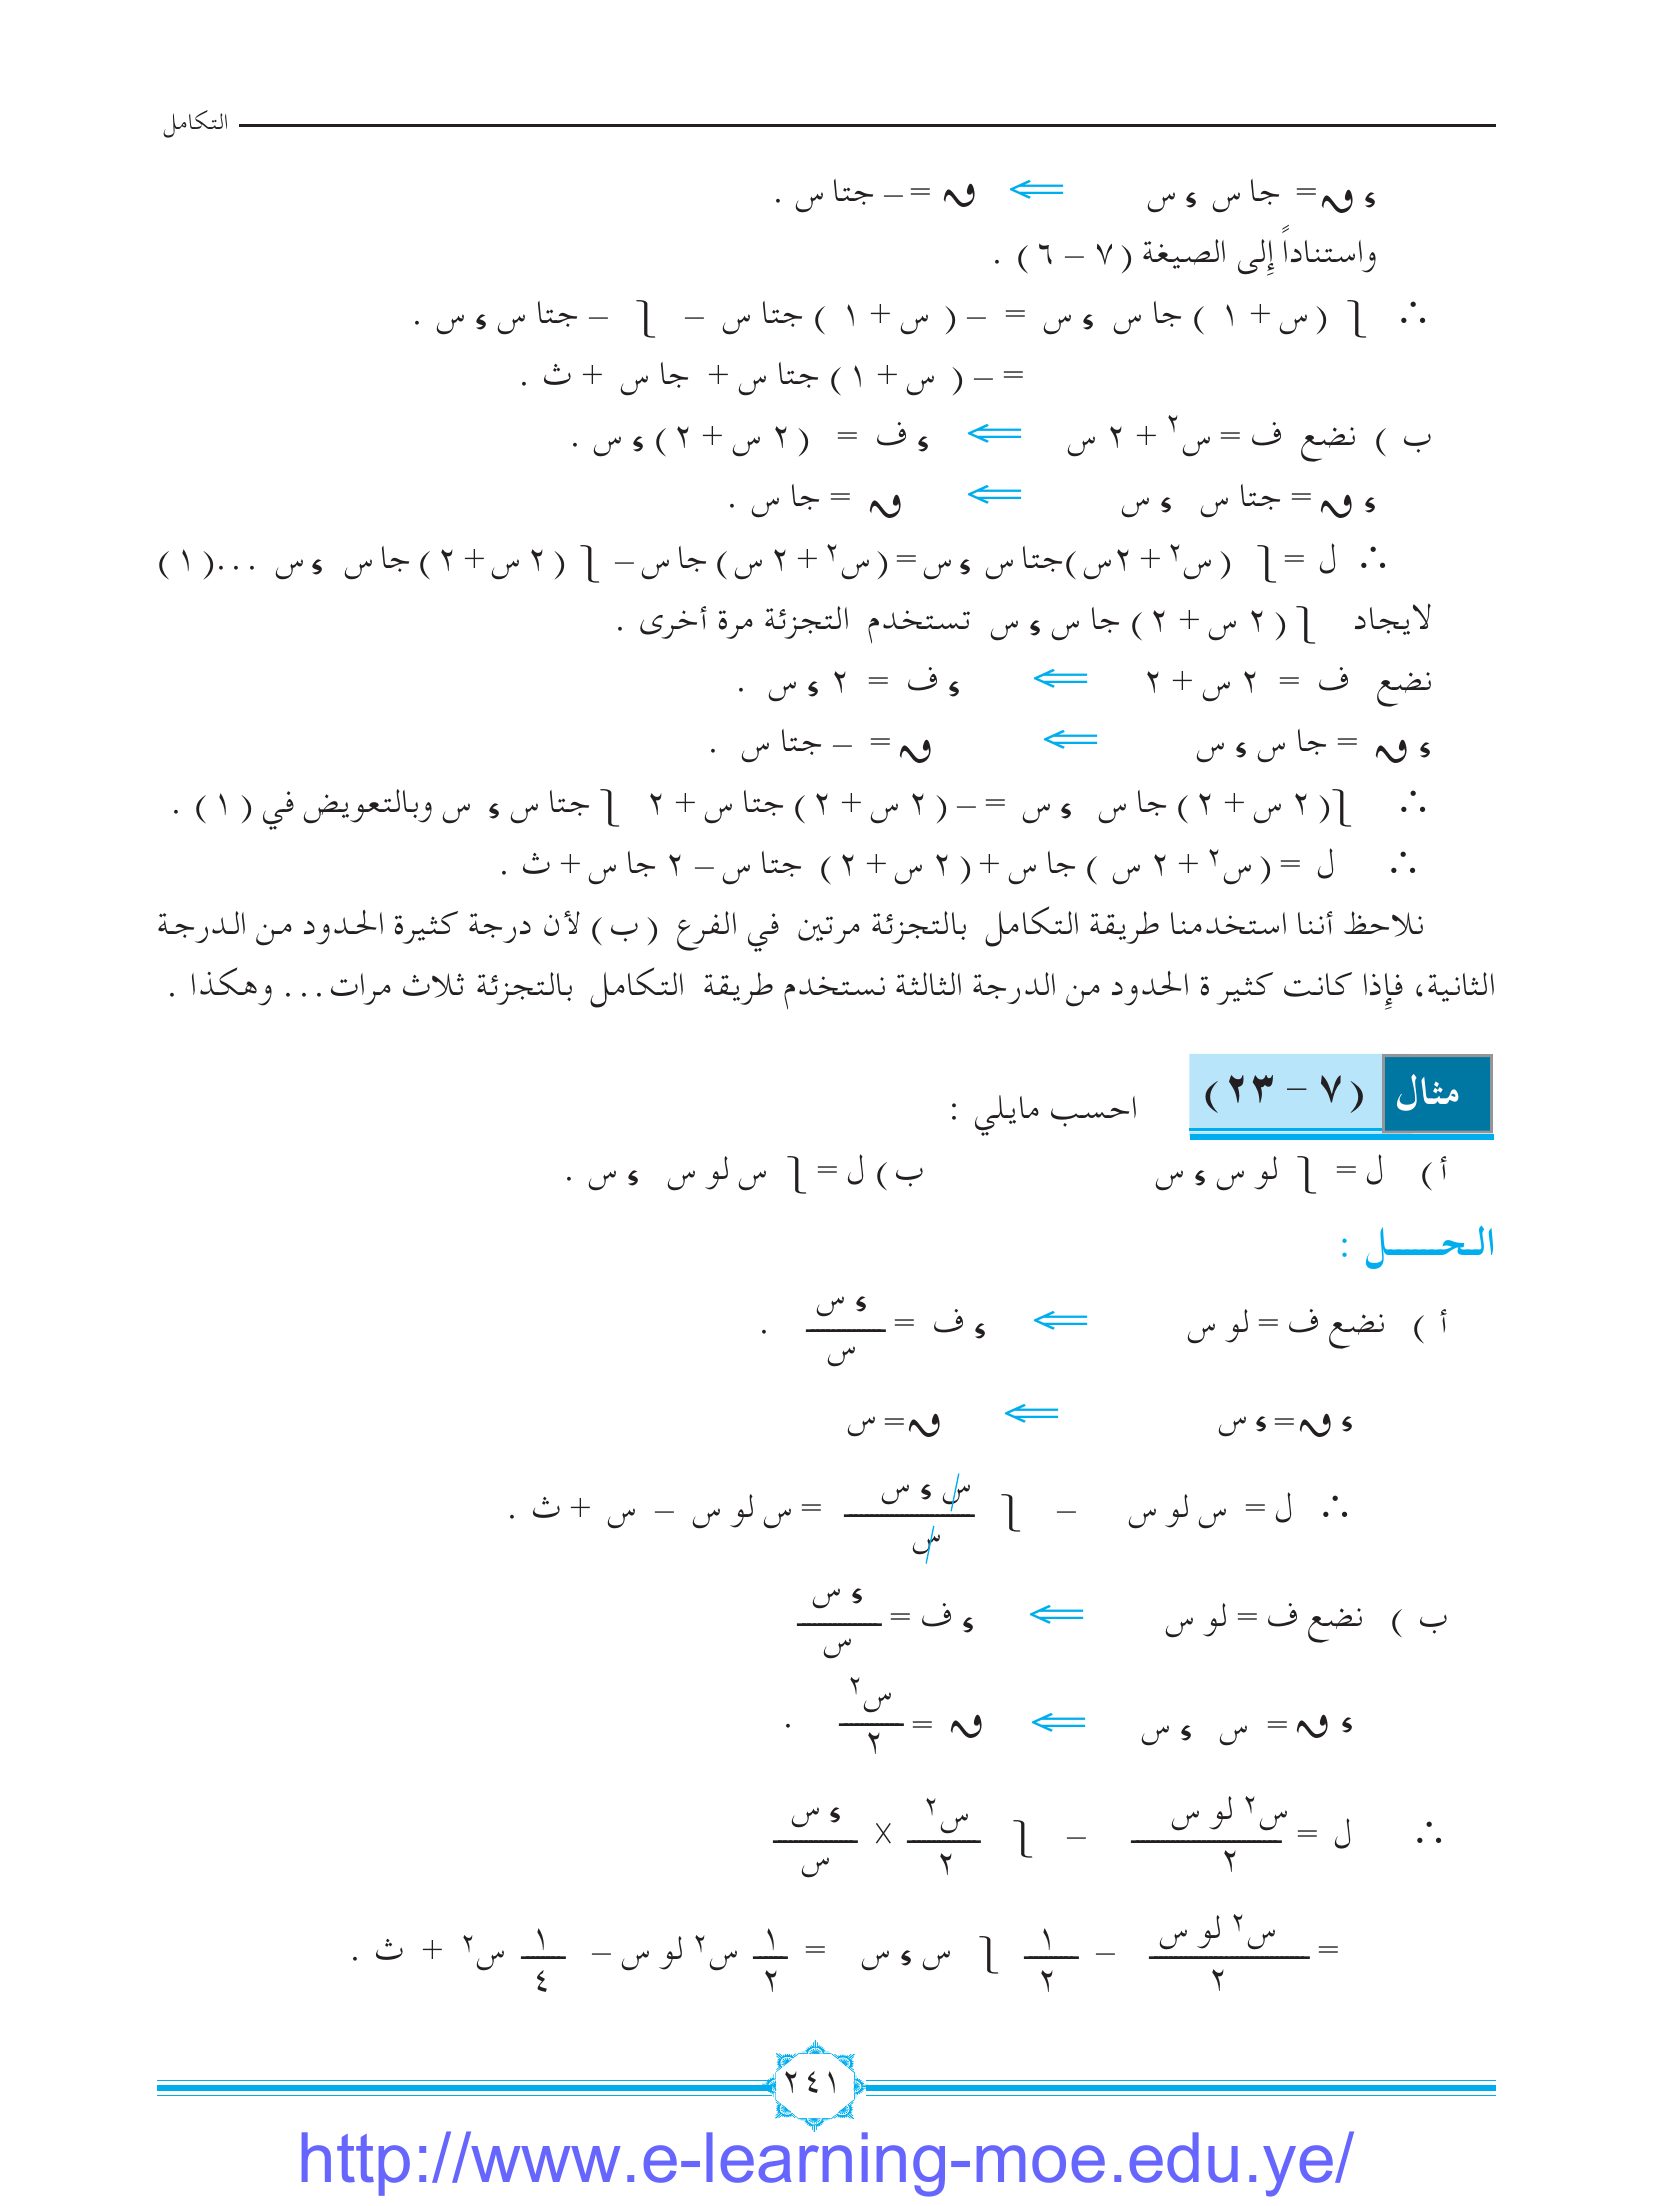 التكامل
ء ق = جا س ء س ⇐ ق = – جتا س .
واستناداً إلى الصيغة ( ٧ – ٦ ) .
∴ ∫ ( س + ١ ) جا س ء س = – ( س + ١ ) جتا س – ∫ – جتا س ء س .
= – ( س + ١ ) جتا س + جا س + ث .
ب ) نضع ف = س٢ + ٢ س ⇐ ء ف = ( ٢ س + ٢ ) ء س .
ء ق = جتا س ء س ⇐ ق = جا س .
∴ ل = ∫ ( س٢ + ٢س ) جتا س ء س = ( س٢ + ٢ س ) جا س – ∫ ( ٢ س + ٢ ) جا س ء س ...( ١ )
لايجاد ∫ ( ٢ س + ٢ ) جا س ء س تستخدم التجزئة مرة أخرى .
نضع ف = ٢ س + ٢ ⇐ ء ف = ٢ ء س .
ء ق = جا س ء س ⇐ ق = – جتا س .
∴ ∫ ( ٢ س + ٢ ) جا س ء س = – ( ٢ س + ٢ ) جتا س + ٢ ∫ جتا س ء س وبالتعويض في ( ١ ) .
∴ ل = ( س٢ + ٢ س ) جا س + ( ٢ س + ٢ ) جتا س – ٢ جا س + ث .
نلاحظ أننا استخدمنا طريقة التكامل بالتجزئة مرتين في الفرع ( ب ) لأن درجة كثيرة الحدود من الدرجة
الثانية، فإذا كانت كثيرة الحدود من الدرجة الثالثة نستخدم طريقة التكامل بالتجزئة ثلاث مرات... وهكذا .
مثال ( ٧ – ٢٣ ) احسب مايلي :
أ ) ل = ∫ لو س ء س ب ) ل = ∫ س لو س ء س .
الحـــل :
أ ) نضع ف = لو س ⇐ ء ف = ء س / س .
ء ق = ء س ⇐ ق = س
∴ ل = س لو س – ∫ س ء س / س = س لو س – س + ث .
ب ) نضع ف = لو س ⇐ ء ف = ء س / س
ء ق = س ء س ⇐ ق = س٢ / ٢ .
∴ ل = س٢ لو س / ٢ – ∫ س٢ / ٢ × ء س / س
= س٢ لو س / ٢ – ١ / ٢ ∫ س ء س = ١ / ٢ س٢ لو س – ١ / ٤ س٢ + ث .
٢٤١
http://www.e-learning-moe.edu.ye/